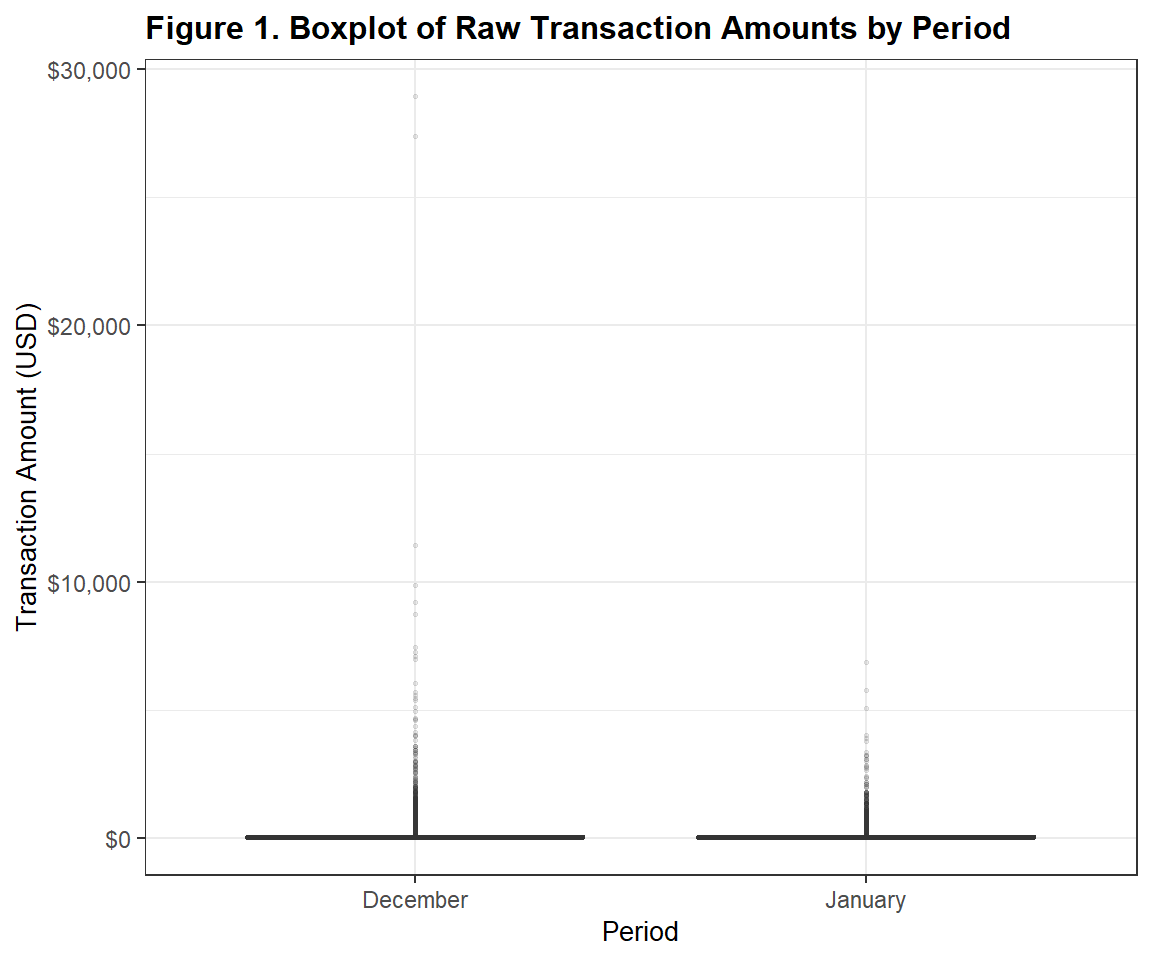 Figure 1. Boxplot of Raw Transaction Amounts by Period
Transaction Amount (USD)
$30,000
$20,000
$10,000
$0
December
January
Period